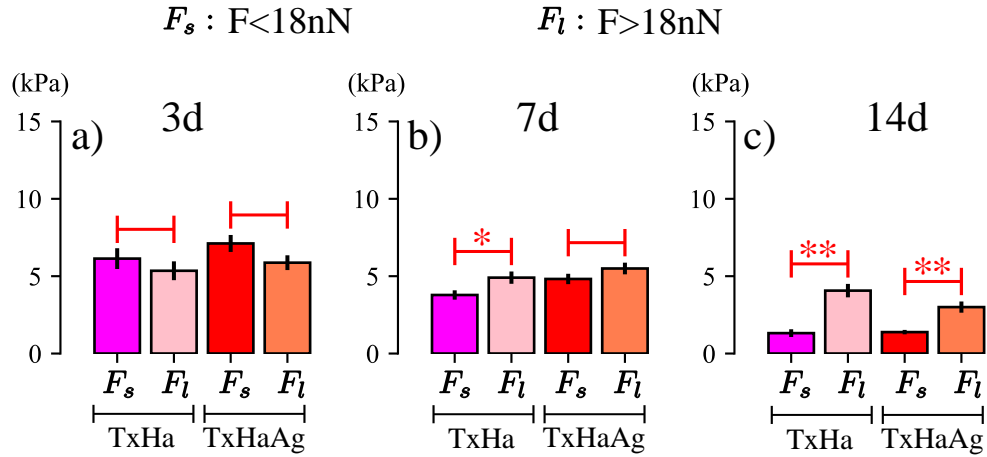 Fs : F<18nN
Fl : F>18nN
(kPa)
15
10
5
0
a)
3d
Fs
Fl
Fs
Fl
TxHa
TxHaAg
(kPa)
15
10
5
0
b)
7d
*
Fs
Fl
Fs
Fl
TxHa
TxHaAg
(kPa)
15
10
5
0
c)
14d
**
**
Fs
Fl
Fs
Fl
TxHa
TxHaAg